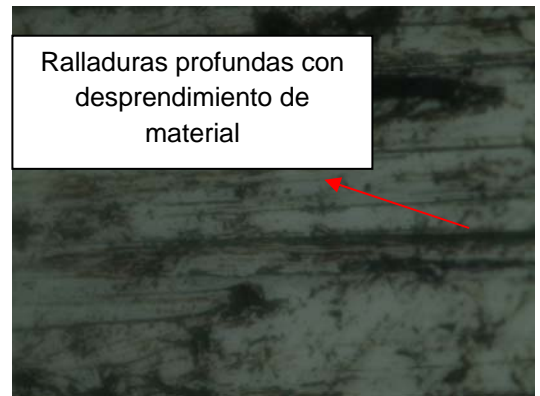 Ralladuras profundas con
desprendimiento de
material